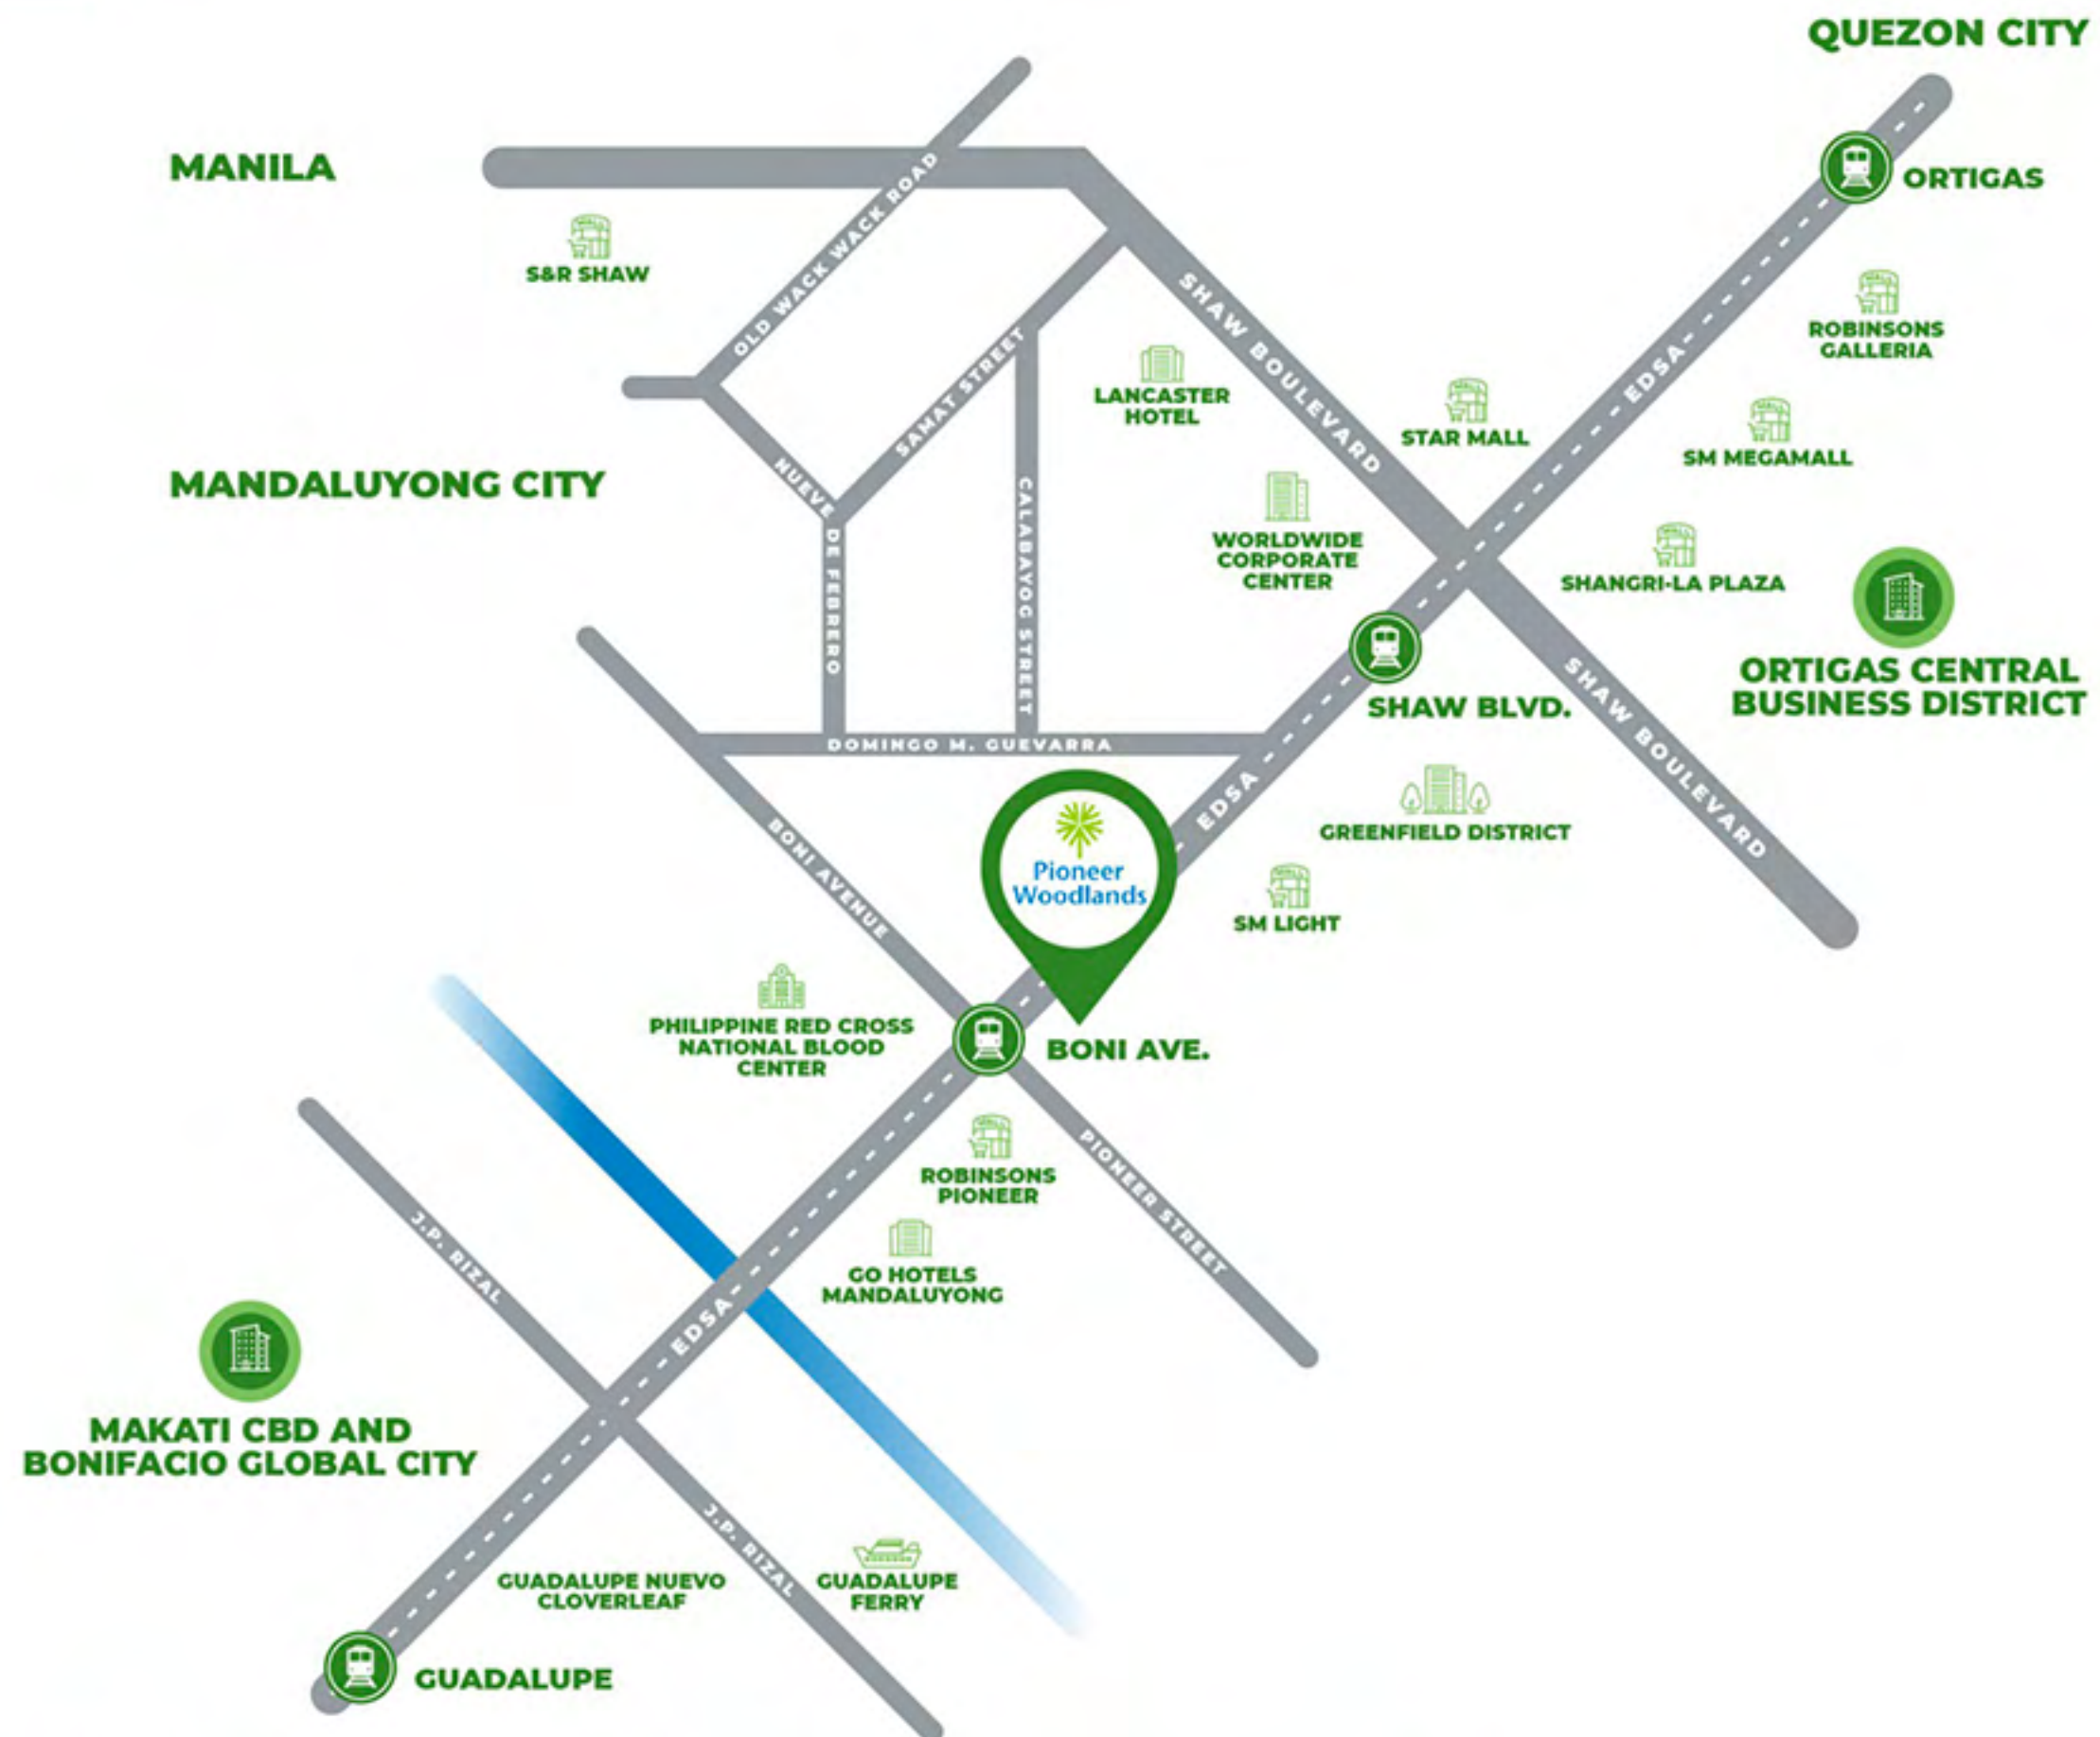 QUEZON CITY
MANILA
ORTIGAS
OLD WACK WACK ROAD
S&R SHAW
SHAW BOULEVARD
ROBINSONS
GALLERIA
EDSA
LANCASTER
HOTEL
SAMAT STREET
STAR MALL
SM MEGAMALL
MANDALUYONG CITY
NUEVE
DE FEBRERO
CALABAYOG STREET
WORLDWIDE
CORPORATE
CENTER
SHANGRI-LA PLAZA
ORTIGAS CENTRAL
BUSINESS DISTRICT
SHAW BLVD.
SHAW BOULEVARD
DOMINGO M. GUEVARRA
EDSA
GREENFIELD DISTRICT
BONI AVENUE
Pioneer
Woodlands
SM LIGHT
PHILIPPINE RED CROSS
NATIONAL BLOOD
CENTER
BONI AVE.
ROBINSONS
PIONEER
PIONEER STREET
GO HOTELS
MANDALUYONG
J.P. RIZAL
EDSA
MAKATI CBD AND
BONIFACIO GLOBAL CITY
J.P. RIZAL
GUADALUPE NUEVO
CLOVERLEAF
GUADALUPE
FERRY
GUADALUPE